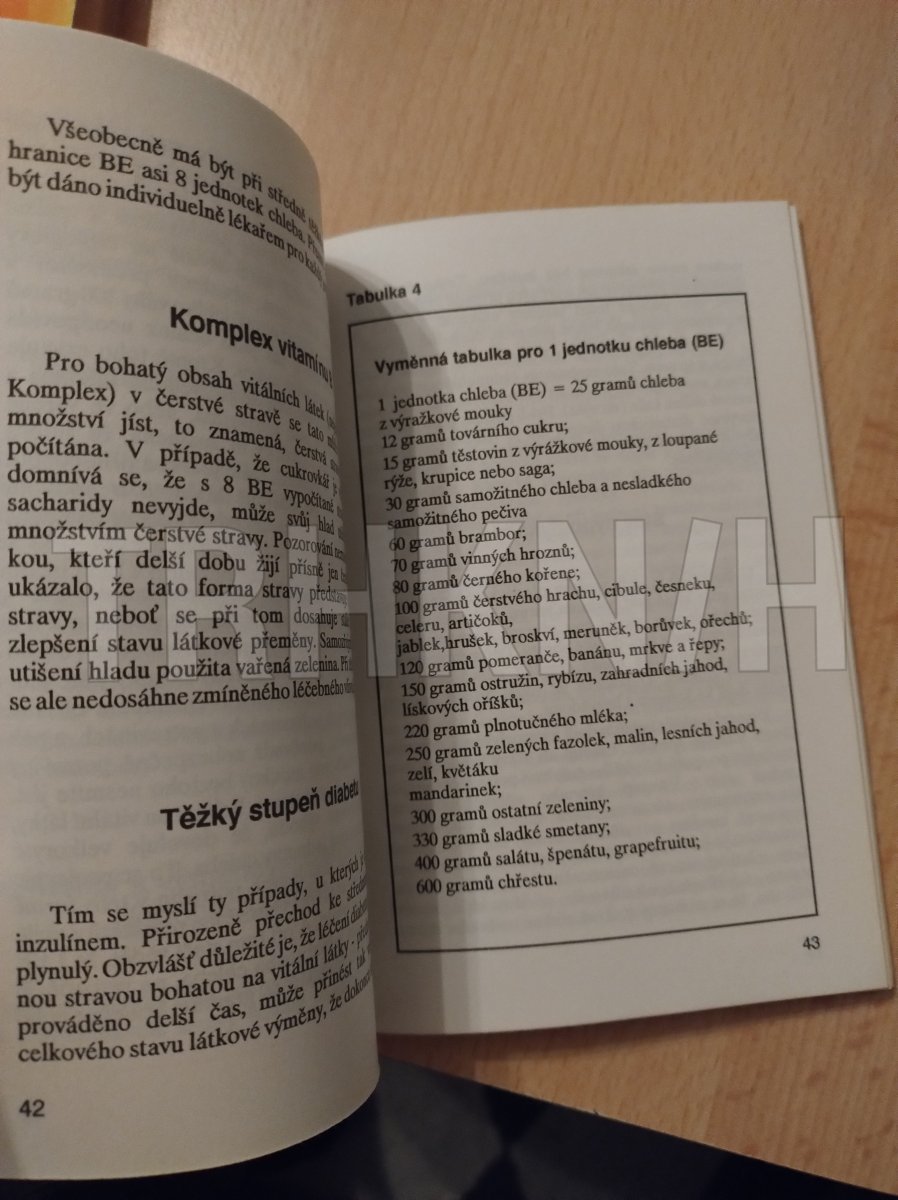 Všeobecně má být při středně
hranice BE asi 8 jednotek chleba.
být dáno individuelně lékařem pro
Komplex vitamínu
Pro bohatý obsah vitálních látek
Komplex) v čerstvé stravě se tato
množství jíst, to znamená, čerstvá
počítána. V případě, že cukrovkář je
domnívá se, že s 8 BE vypočítané
sacharidy nevyjde, může svůj hlad
množstvím čerstvé stravy. Pozorování
kou, kteří delší dobu žijí přísně jen
ukázalo, že tato forma stravy
stravy, neboť se při tom dosahuje
zlepšení stavu látkové přeměny.
utišení hladu použita vařená zelenina. Při
se ale nedosáhne zmíněného léčebného
Těžký stupeň diabetu
Tím se myslí ty případy, u kterých je
inzulínem. Přirozeně přechod ke
plynulý. Obzvlášť důležité je, že léčení
nou stravou bohatou na vitální látky -
prováděno delší čas, může přinést tak
celkového stavu látkové výměny, že
42
Tabulka 4
Vyměnná tabulka pro 1 jednotku chleba (BE)
1 jednotka chleba (BE) = 25 gramů chleba
z výražkové mouky
12 gramů továrního cukru;
15 gramů těstovin z výrážkové mouky, z loupané
rýže, krupice nebo saga;
30 gramů samožitného chleba a nesladkého
samožitného pečiva
60 gramů brambor;
70 gramů vinných hroznů;
80 gramů černého kořene;
100 gramů čerstvého hrachu, cibule, česneku,
celeru, artičoků,
jablek,hrušek, broskví, meruněk, borůvek, ořechů;
120 gramů pomeranče, banánu, mrkve a řepy;
150 gramů ostružin, rybízu, zahradních jahod,
lískových oříšků;
220 gramů plnotučného mléka;
250 gramů zelených fazolek, malin, lesních jahod,
zelí, květáku
mandarinek;
300 gramů ostatní zeleniny;
330 gramů sladké smetany;
400 gramů salátu, špenátu, grapefruitu;
600 gramů chřestu.
43
TRHKNIH